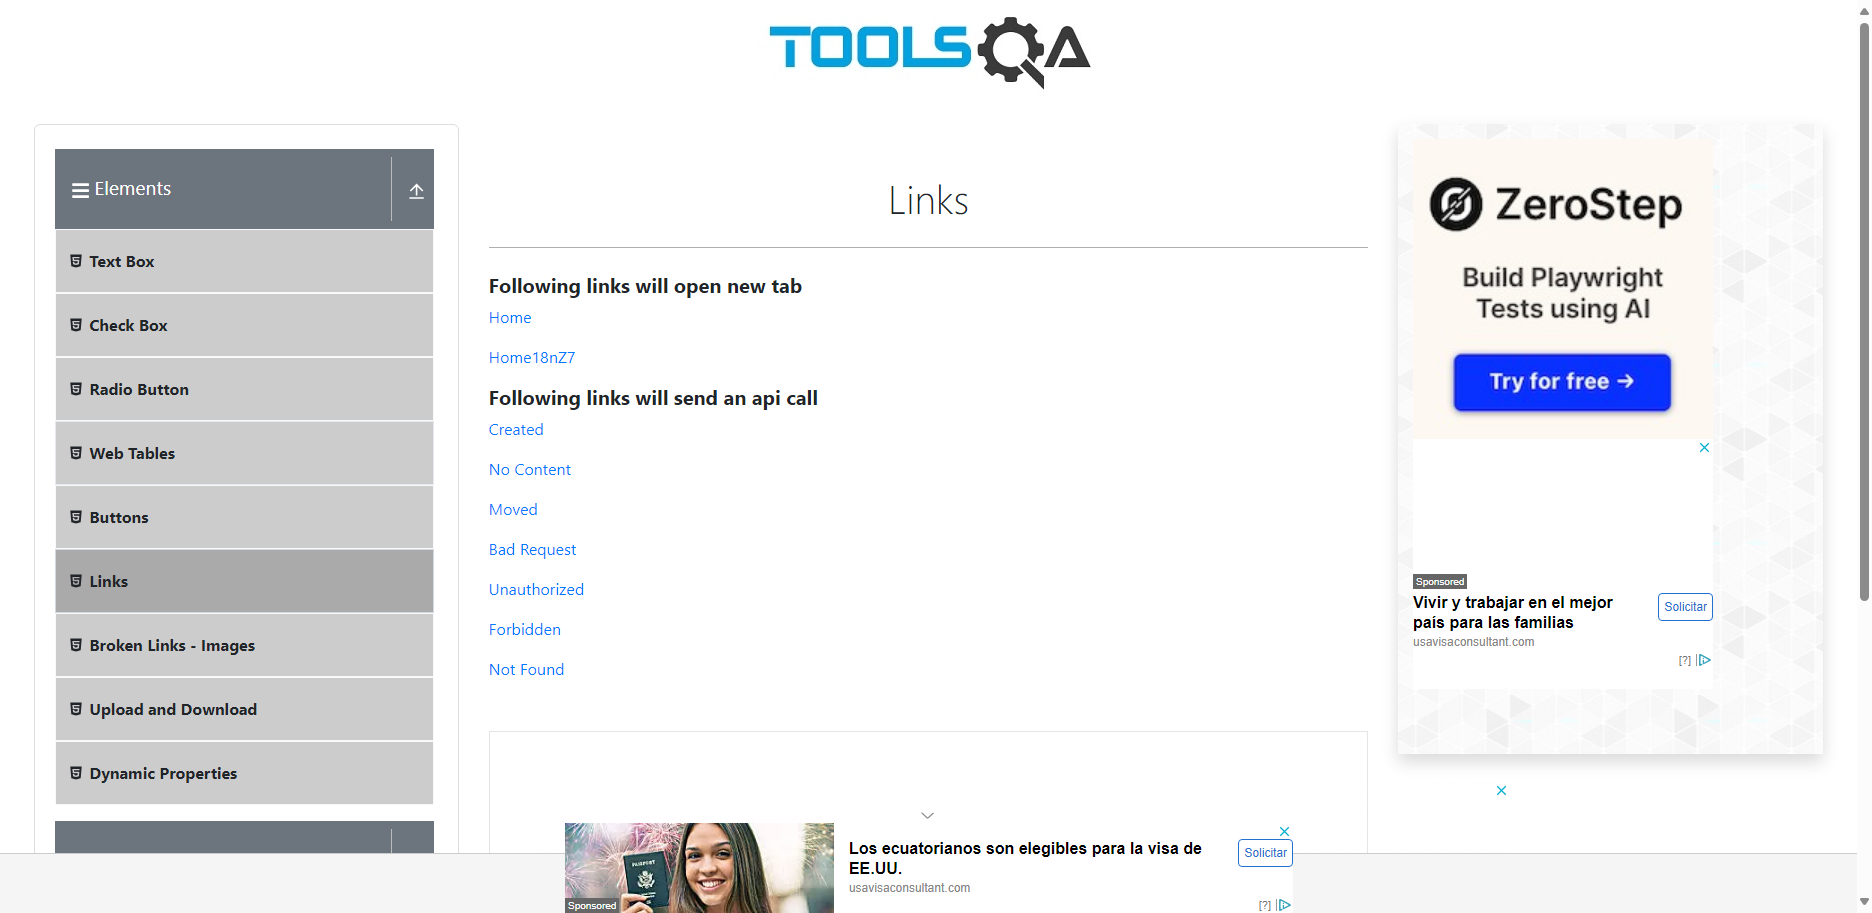 TOOLSQA
Elements
Text Box
Check Box
Radio Button
Web Tables
Buttons
Links
Broken Links - Images
Upload and Download
Dynamic Properties
Links
Following links will open new tab
Home
Home18nZ7
Following links will send an api call
Created
No Content
Moved
Bad Request
Unauthorized
Forbidden
Not Found
ZeroStep
Build Playwright
Tests using AI
Try for free →
Sponsored
Vivir y trabajar en el mejor
país para las familias
usavisaconsultant.com
Solicitar
[?]
PASSPORT
Sponsored
Los ecuatorianos son elegibles para la visa de
EE.UU.
usavisaconsultant.com
Solicitar
[?]